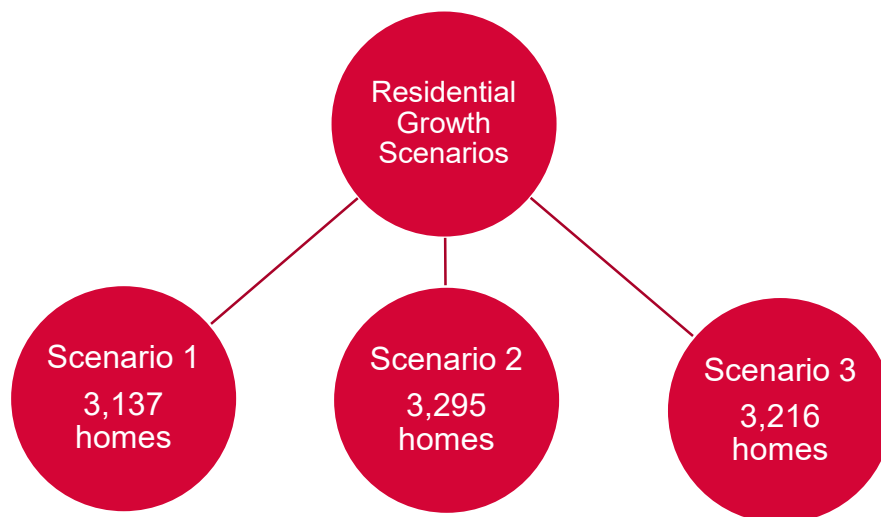 Residential
Growth
Scenarios
Scenario 1
3,137
homes
Scenario 2
3,295
homes
Scenario 3
3,216
homes